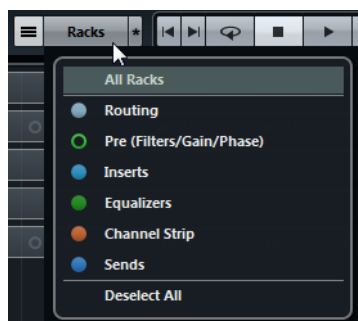 Racks *
All Racks
Routing
Pre (Filters/Gain/Phase)
Inserts
Equalizers
Channel Strip
Sends
Deselect All